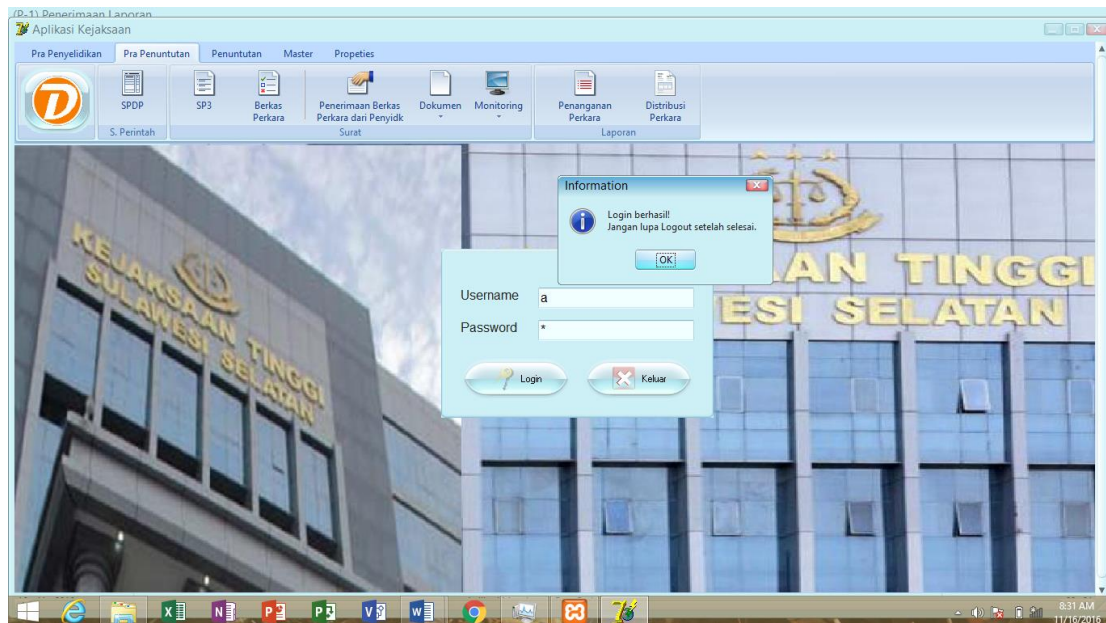 (P-1) Penerimaan Laporan
Aplikasi Kejaksaan
Pra Penyelidikan Pra Penuntutan Penuntutan Master Propeties
SPDP
S. Perintah
SP3
Berkas
Perkara
Penerimaan Berkas
Perkara dari Penyidk
Dokumen
Monitoring
Surat
Penanganan
Perkara
Distribusi
Perkara
Laporan
KEJAKSAAN TINGGI
SULAWESI SELATAN
AAN TINGGI
ESI SELATAN
Information
Login berhasil!
Jangan lupa Logout setelah selesai.
OK
Username a
Password *
Login Keluar
8:31 AM
11/16/2016